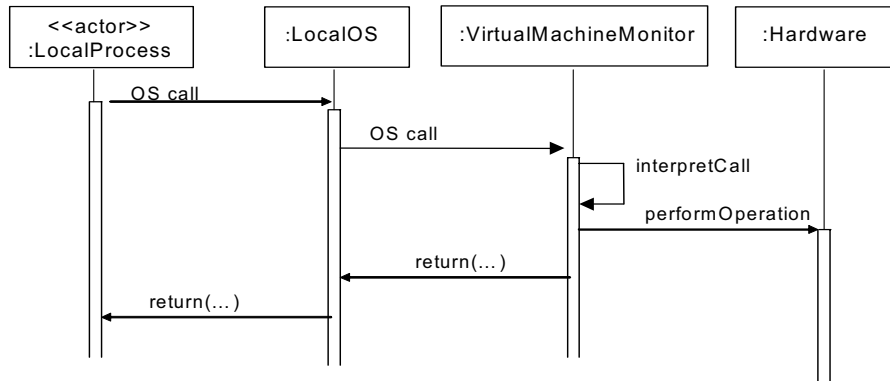 <<actor>>
:LocalProcess
:LocalOS
:VirtualMachineMonitor
:Hardware
OS call
OS call
interpretCall
performOperation
return(...)
return(...)